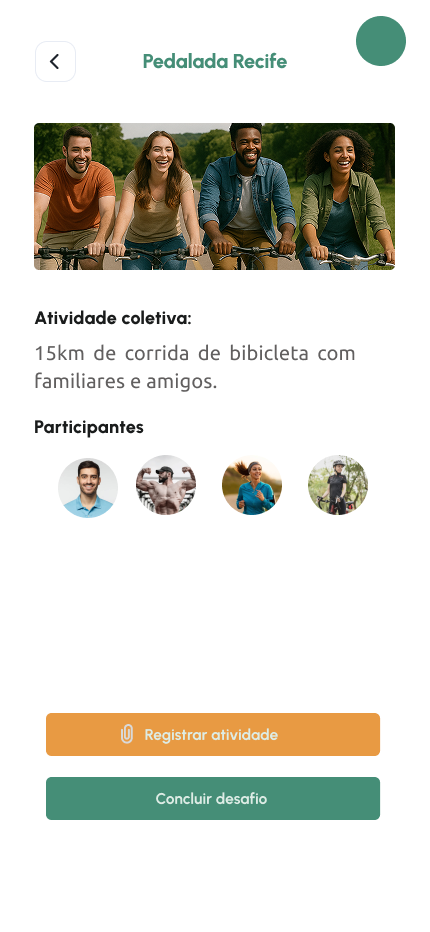 Pedalada Recife
Atividade coletiva:
15km de corrida de bibicleta com
familiares e amigos.
Participantes
Registrar atividade
Concluir desafio